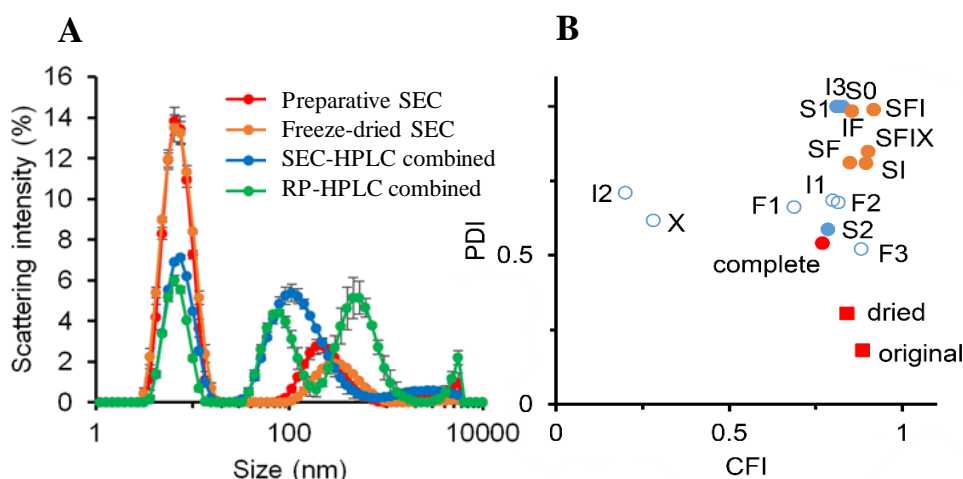 A
B
Scattering intensity (%)
16
14
12
10
8
6
4
2
0
1
100
10000
Size (nm)
Preparative SEC
Freeze-dried SEC
SEC-HPLC combined
RP-HPLC combined
PDI
0.5
0
0
0.5
1
CFI
I3
S0
S1
SFI
IF
SFIX
SF
SI
I2
I1
X
F1
F2
S2
complete
F3
dried
original